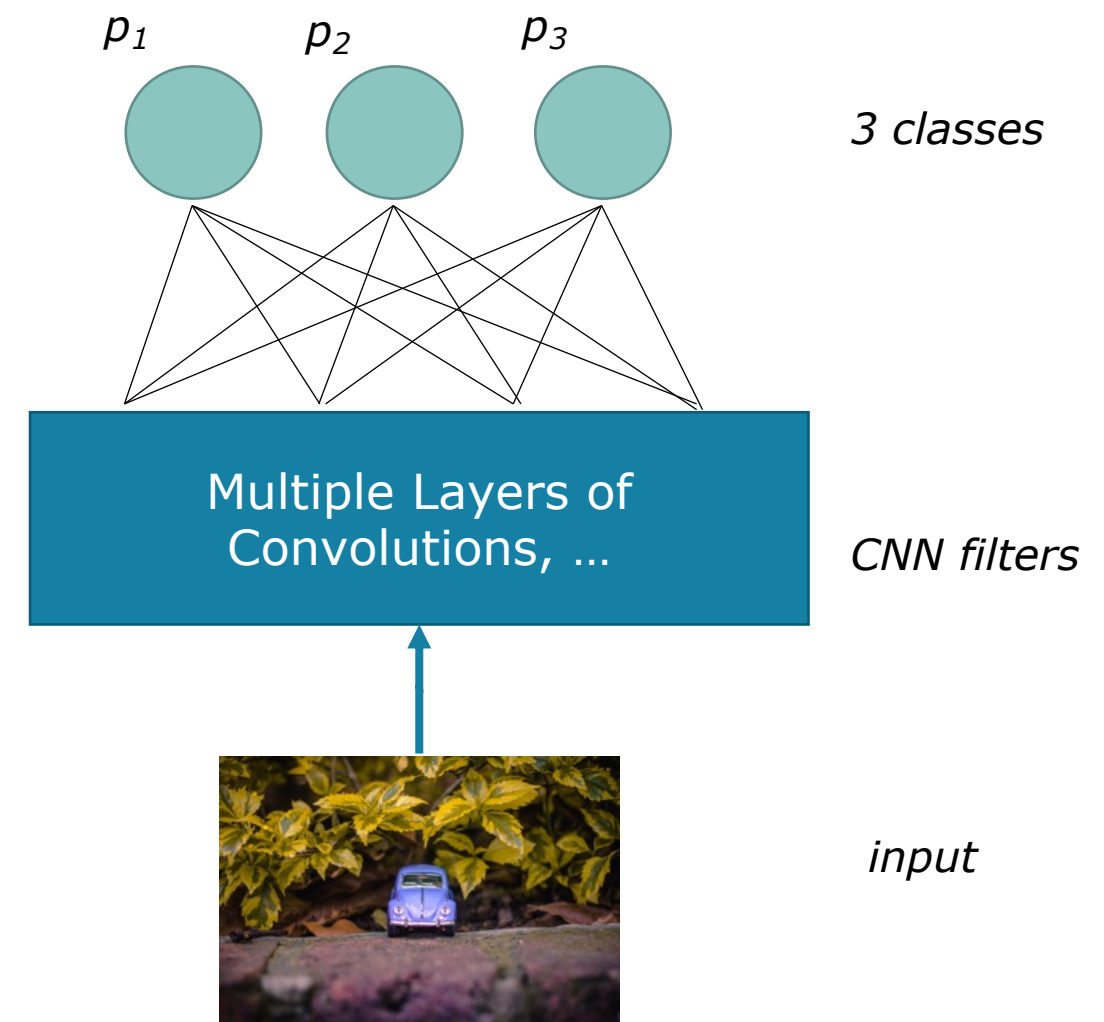 p1 p2 p3
3 classes
Multiple Layers of
Convolutions, …
CNN filters
input